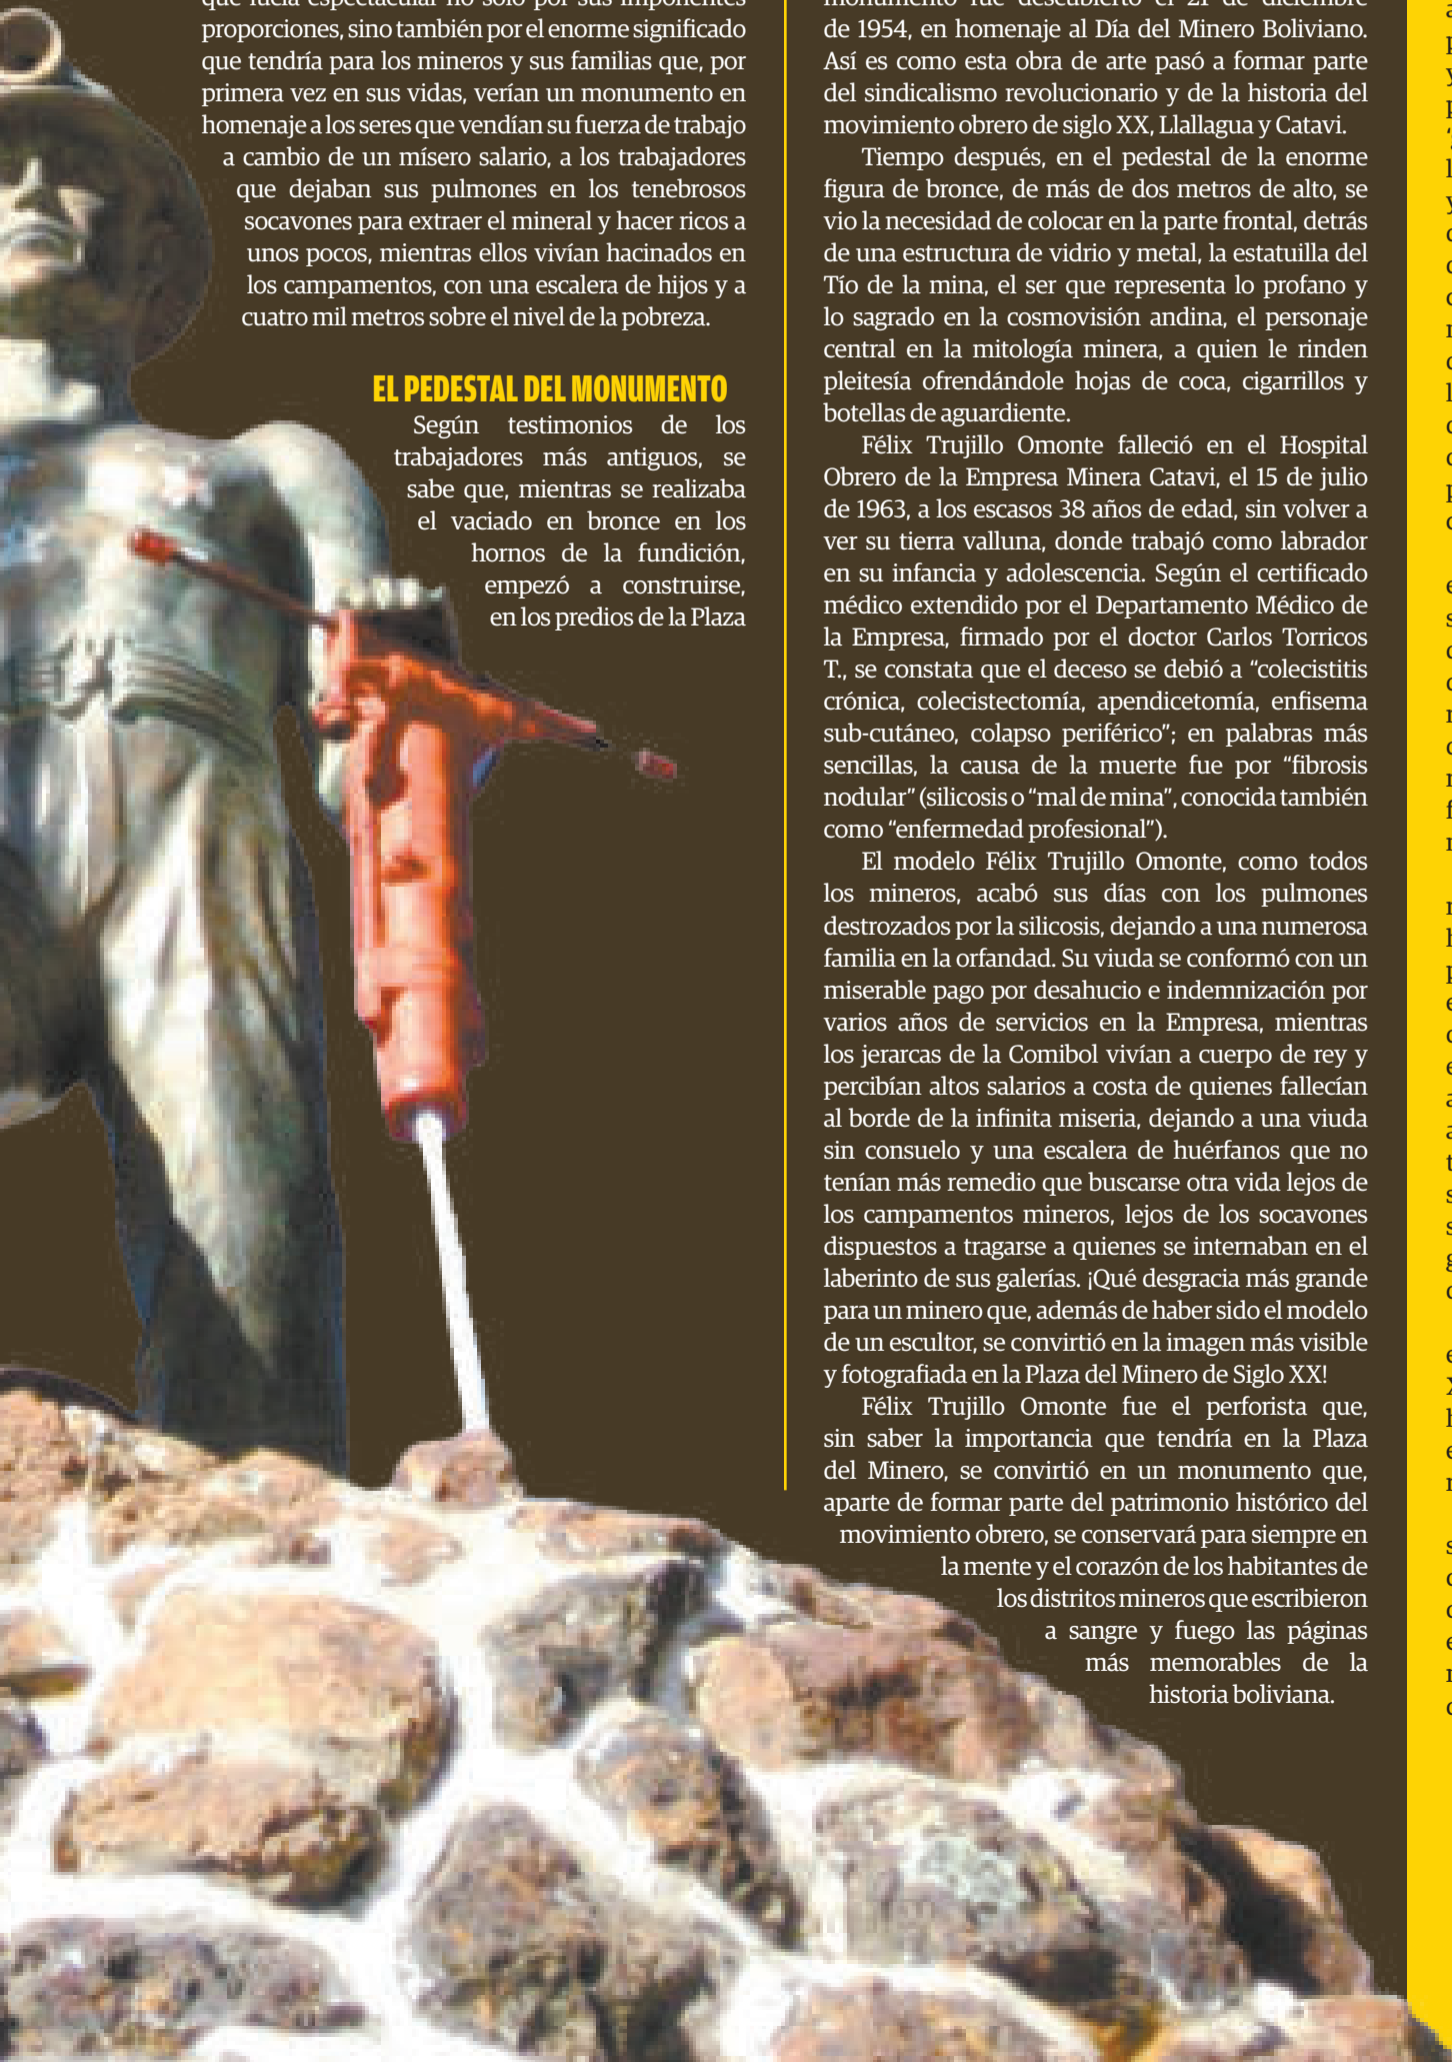 que lucía espectacular no solo por sus imponentes
proporciones, sino también por el enorme significado
que tendría para los mineros y sus familias que, por
primera vez en sus vidas, verían un monumento en
homenaje a los seres que vendían su fuerza de trabajo
a cambio de un mísero salario, a los trabajadores
que dejaban sus pulmones en los tenebrosos
socavones para extraer el mineral y hacer ricos a
unos pocos, mientras ellos vivían hacinados en
los campamentos, con una escalera de hijos y a
cuatro mil metros sobre el nivel de la pobreza.
EL PEDESTAL DEL MONUMENTO
Según testimonios de los
trabajadores más antiguos, se
sabe que, mientras se realizaba
el vaciado en bronce en los
hornos de la fundición,
empezó a construirse,
en los predios de la Plaza
monumento fue descubierto el 21 de diciembre
de 1954, en homenaje al Día del Minero Boliviano.
Así es como esta obra de arte pasó a formar parte
del sindicalismo revolucionario y de la historia del
movimiento obrero de siglo XX, Llallagua y Catavi.
Tiempo después, en el pedestal de la enorme
figura de bronce, de más de dos metros de alto, se
vio la necesidad de colocar en la parte frontal, detrás
de una estructura de vidrio y metal, la estatuilla del
Tío de la mina, el ser que representa lo profano y
lo sagrado en la cosmovisión andina, el personaje
central en la mitología minera, a quien le rinden
pleitesía ofrendándole hojas de coca, cigarrillos y
botellas de aguardiente.
Félix Trujillo Omonte falleció en el Hospital
Obrero de la Empresa Minera Catavi, el 15 de julio
de 1963, a los escasos 38 años de edad, sin volver a
ver su tierra valluna, donde trabajó como labrador
en su infancia y adolescencia. Según el certificado
médico extendido por el Departamento Médico de
la Empresa, firmado por el doctor Carlos Torricos
T., se constata que el deceso se debió a “colecistitis
crónica, colecistectomía, apendicetomía, enfisema
sub-cutáneo, colapso periférico”; en palabras más
sencillas, la causa de la muerte fue por “fibrosis
nodular” (silicosis o “mal de mina”, conocida también
como “enfermedad profesional”).
El modelo Félix Trujillo Omonte, como todos
los mineros, acabó sus días con los pulmones
destrozados por la silicosis, dejando a una numerosa
familia en la orfandad. Su viuda se conformó con un
miserable pago por desahucio e indemnización por
varios años de servicios en la Empresa, mientras
los jerarcas de la Comibol vivían a cuerpo de rey y
percibían altos salarios a costa de quienes fallecían
al borde de la infinita miseria, dejando a una viuda
sin consuelo y una escalera de huérfanos que no
tenían más remedio que buscarse otra vida lejos de
los campamentos mineros, lejos de los socavones
dispuestos a tragarse a quienes se internaban en el
laberinto de sus galerías. ¡Qué desgracia más grande
para un minero que, además de haber sido el modelo
de un escultor, se convirtió en la imagen más visible
y fotografiada en la Plaza del Minero de Siglo XX!
Félix Trujillo Omonte fue el perforista que,
sin saber la importancia que tendría en la Plaza
del Minero, se convirtió en un monumento que,
aparte de formar parte del patrimonio histórico del
movimiento obrero, se conservará para siempre en
la mente y el corazón de los habitantes de
los distritos mineros que escribieron
a sangre y fuego las páginas
más memorables de la
historia boliviana.